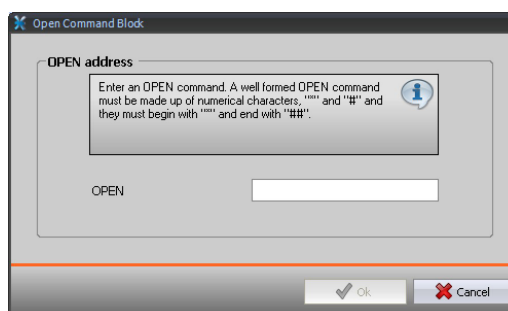 Open Command Block
OPEN address
Enter an OPEN command. A well formed OPEN command
must be made up of numerical characters, "*" and "#" and
they must begin with "*" and end with "##".
OPEN
Ok
Cancel